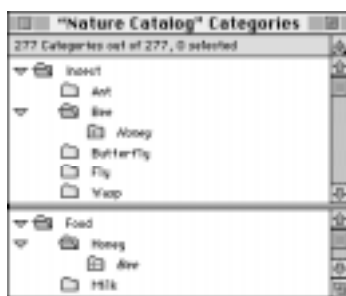 "Nature Catalog" Categories
277 Categories out of 277, 0 selected
Insect
Ant
Bee
Honey
Butterfly
Fly
Wasp
Food
Honey
Bee
Milk